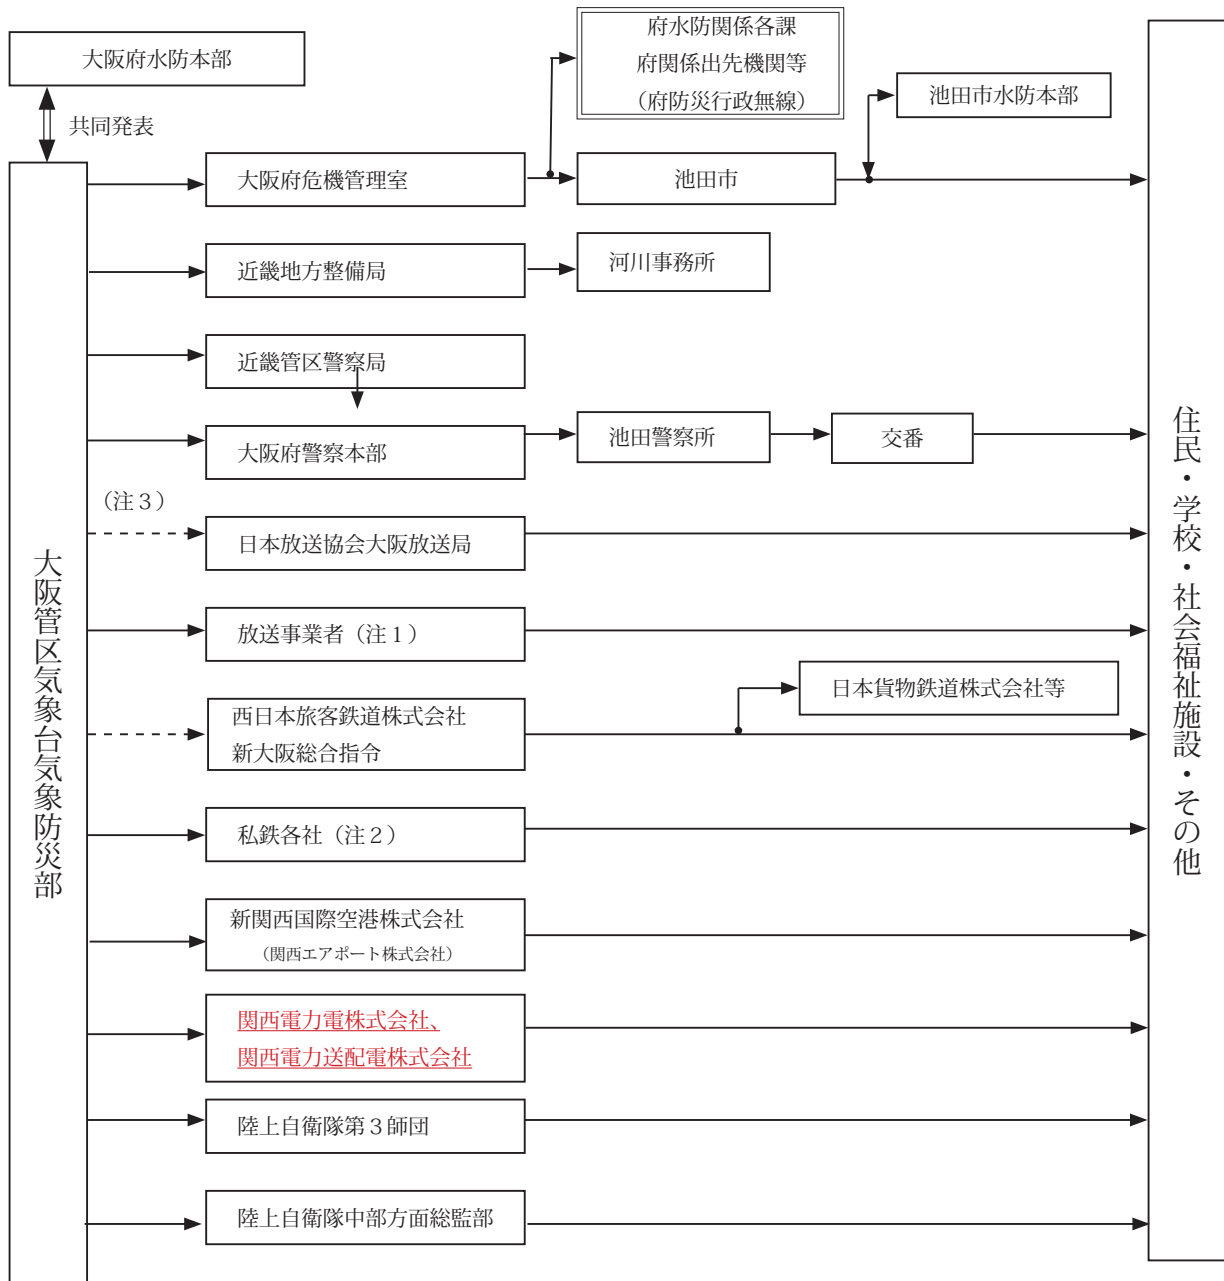 大阪府水防本部
共同発表
府水防関係各課
府関係出先機関等
（府防災行政無線）
池田市水防本部
大阪府危機管理室
池田市
近畿地方整備局
河川事務所
近畿管区警察局
大阪府警察本部
池田警察所
交番
（注３）
日本放送協会大阪放送局
放送事業者（注１）
西日本旅客鉄道株式会社
新大阪総合指令
日本貨物鉄道株式会社等
私鉄各社（注２）
新関西国際空港株式会社
（関西エアポート株式会社）
関西電力電株式会社、
関西電力送配電株式会社
陸上自衛隊第３師団
陸上自衛隊中部方面総監部
大阪管区気象台気象防災部
住民・学校・社会福祉施設・その他